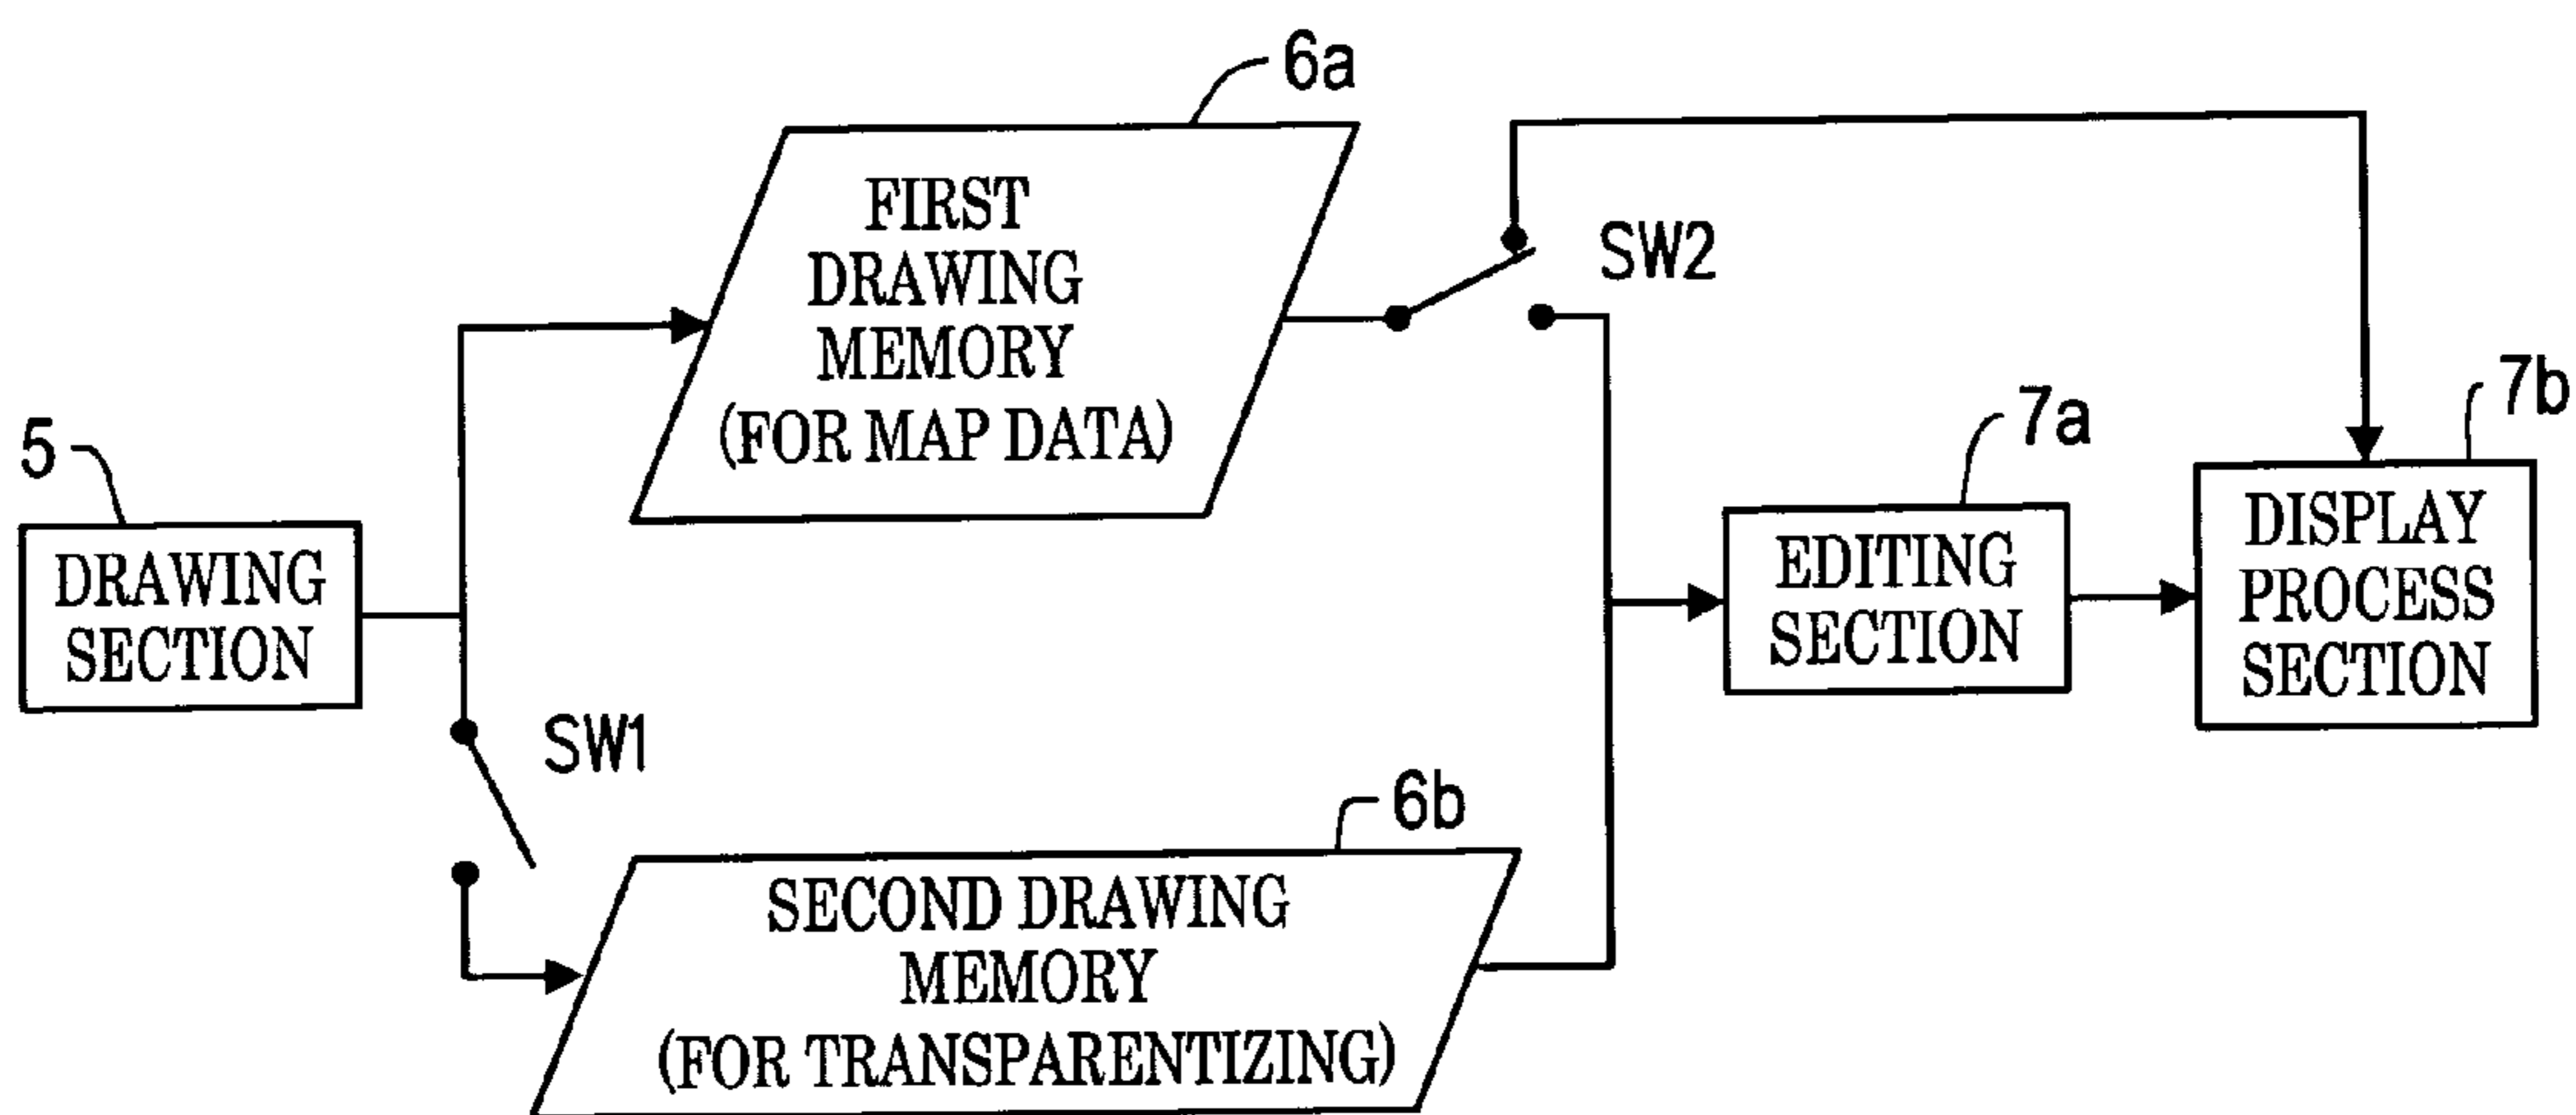 6a
FIRST
DRAWING
MEMORY
(FOR MAP DATA)
SW2
5
DRAWING
SECTION
7a
EDITING
SECTION
7b
DISPLAY
PROCESS
SECTION
SW1
6b
SECOND DRAWING
MEMORY
(FOR TRANSPARENTIZING)